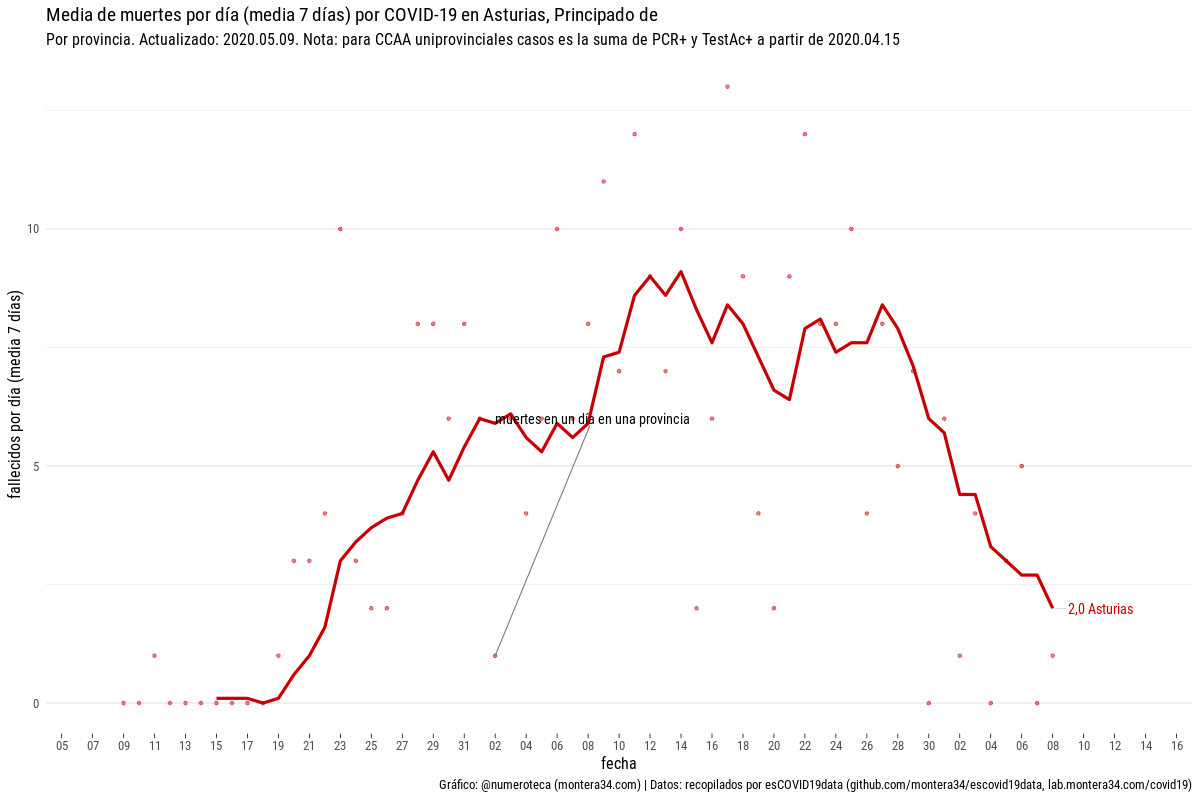 Media de muertes por día (media 7 días) por COVID-19 en Asturias, Principado de
Por provincia. Actualizado: 2020.05.09. Nota: para CCAA uniprovinciales casos es la suma de PCR+ y TestAc+ a partir de 2020.04.15
fallecidos por día (media 7 días)
10
5
0
muertes en un día en una provincia
2,0 Asturias
05 07 09 11 13 15 17 19 21 23 25 27 29 31 02 04 06 08 10 12 14 16 18 20 22 24 26 28 30 02 04 06 08 10 12 14 16
fecha
Gráfico: @numeroteca (montera34.com) | Datos: recopilados por esCOVID19data (github.com/montera34/escovid19data, lab.montera34.com/covid19)